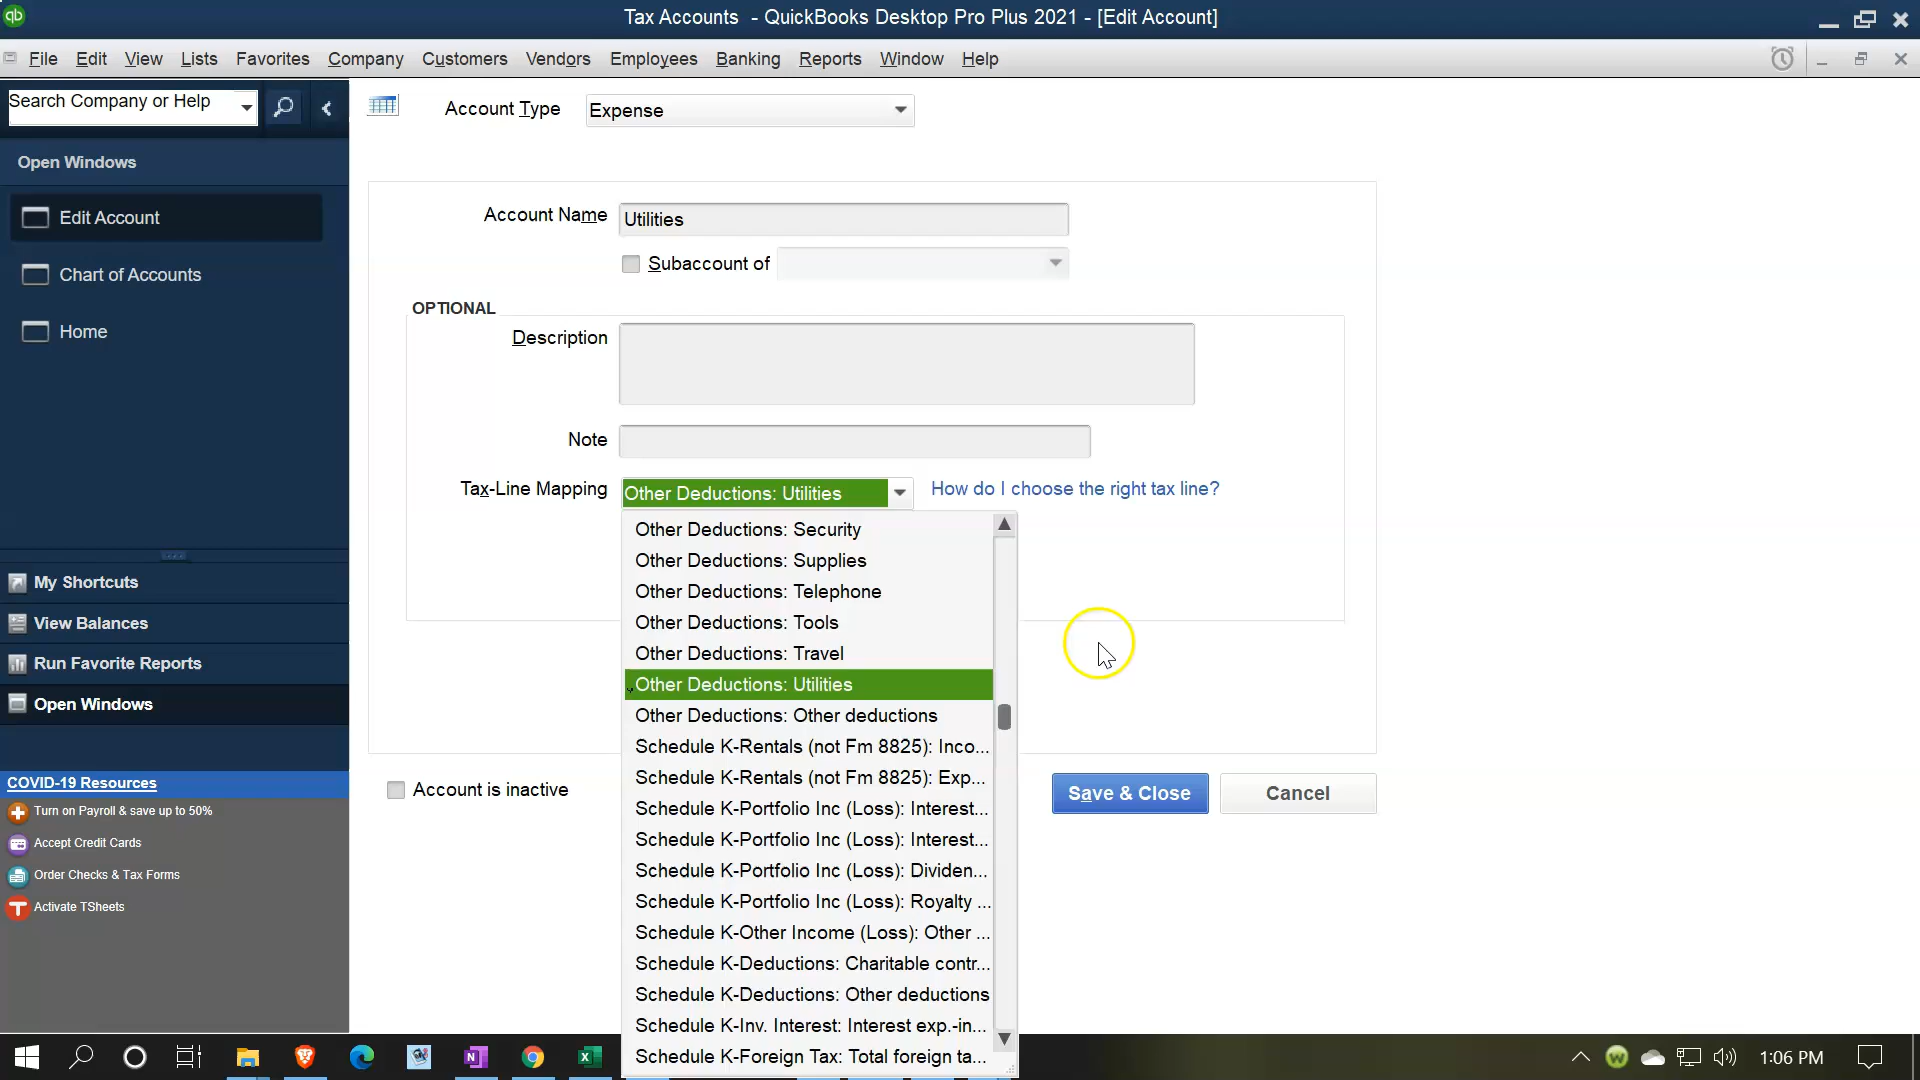 qb
Tax Accounts - QuickBooks Desktop Pro Plus 2021 - [Edit Account]
File Edit View Lists Favorites Company Customers Vendors Employees Banking Reports Window Help
Search Company or Help
Account Type Expense
Open Windows
Edit Account
Chart of Accounts
Home
Account Name Utilities
Subaccount of
OPTIONAL
Description
Note
Tax-Line Mapping Other Deductions: Utilities How do I choose the right tax line?
Other Deductions: Security
Other Deductions: Supplies
Other Deductions: Telephone
Other Deductions: Tools
Other Deductions: Travel
Other Deductions: Utilities
Other Deductions: Other deductions
Schedule K-Rentals (not Fm 8825): Inco...
Schedule K-Rentals (not Fm 8825): Exp...
Schedule K-Portfolio Inc (Loss): Interest...
Schedule K-Portfolio Inc (Loss): Interest...
Schedule K-Portfolio Inc (Loss): Dividen...
Schedule K-Portfolio Inc (Loss): Royalty ...
Schedule K-Other Income (Loss): Other ...
Schedule K-Deductions: Charitable contr...
Schedule K-Deductions: Other deductions
Schedule K-Inv. Interest: Interest exp.-in...
Schedule K-Foreign Tax: Total foreign ta...
Account is inactive
Save & Close Cancel
My Shortcuts
View Balances
Run Favorite Reports
Open Windows
COVID-19 Resources
Turn on Payroll & save up to 50%
Accept Credit Cards
Order Checks & Tax Forms
Activate TSheets
1:06 PM